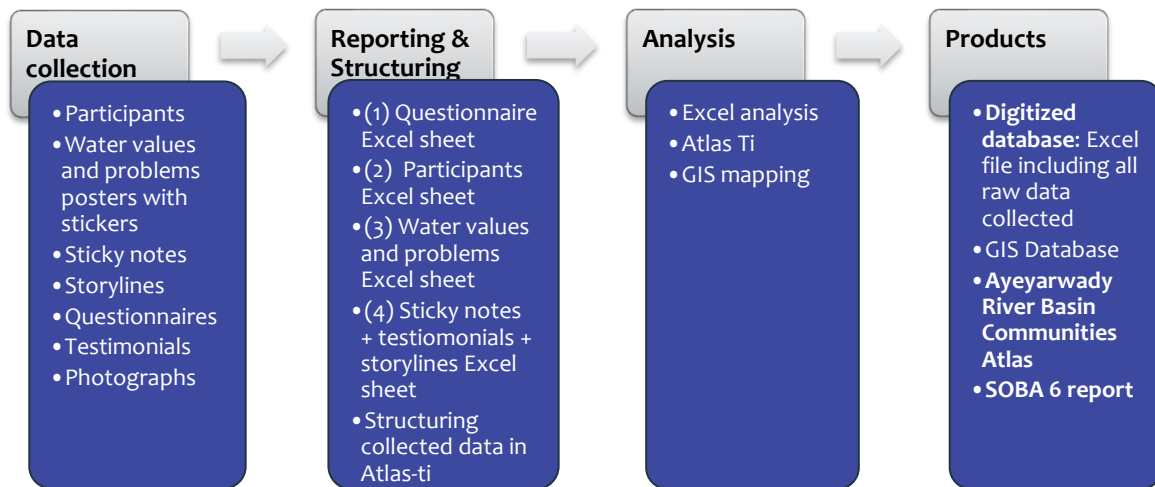 Data
collection
• Participants
• Water values
and problems
posters with
stickers
• Sticky notes
• Storylines
• Questionnaires
• Testimonials
• Photographs
Reporting &
Structuring
• (1) Questionnaire
Excel sheet
• (2) Participants
Excel sheet
• (3) Water values
and problems
Excel sheet
• (4) Sticky notes
+ testiomonials +
storylines Excel
sheet
• Structuring
collected data in
Atlas-ti
Analysis
• Excel analysis
• Atlas Ti
• GIS mapping
Products
• Digitized
database: Excel
file including all
raw data
collected
• GIS Database
• Ayeyarwady
River Basin
Communities
Atlas
• SOBA 6 report